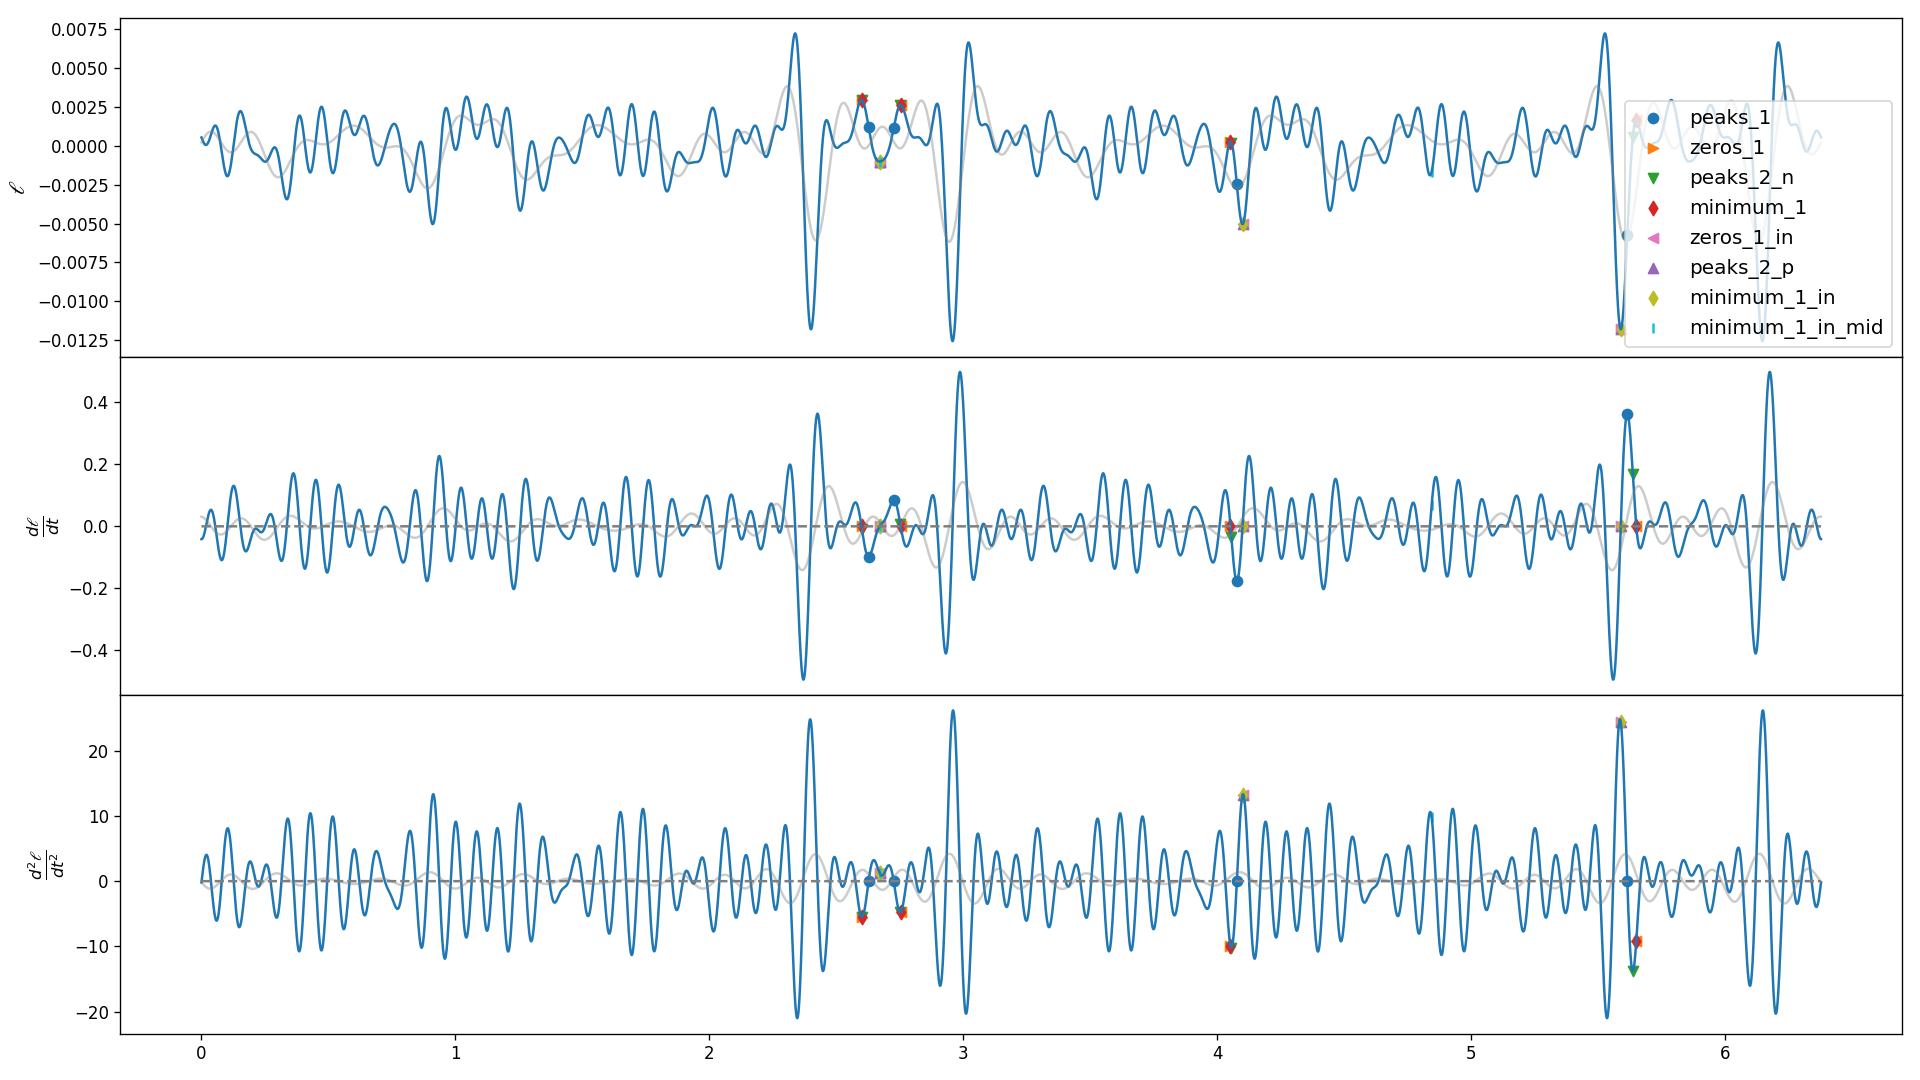 0.0075
0.0050
0.0025
0.0000
−0.0025
−0.0050
−0.0075
−0.0100
−0.0125
ℓ
peaks_1
zeros_1
peaks_2_n
minimum_1
zeros_1_in
peaks_2_p
minimum_1_in
minimum_1_in_mid
0.4
0.2
0.0
−0.2
−0.4
dℓ
dt
20
10
0
−10
−20
d²ℓ
dt²
0 1 2 3 4 5 6